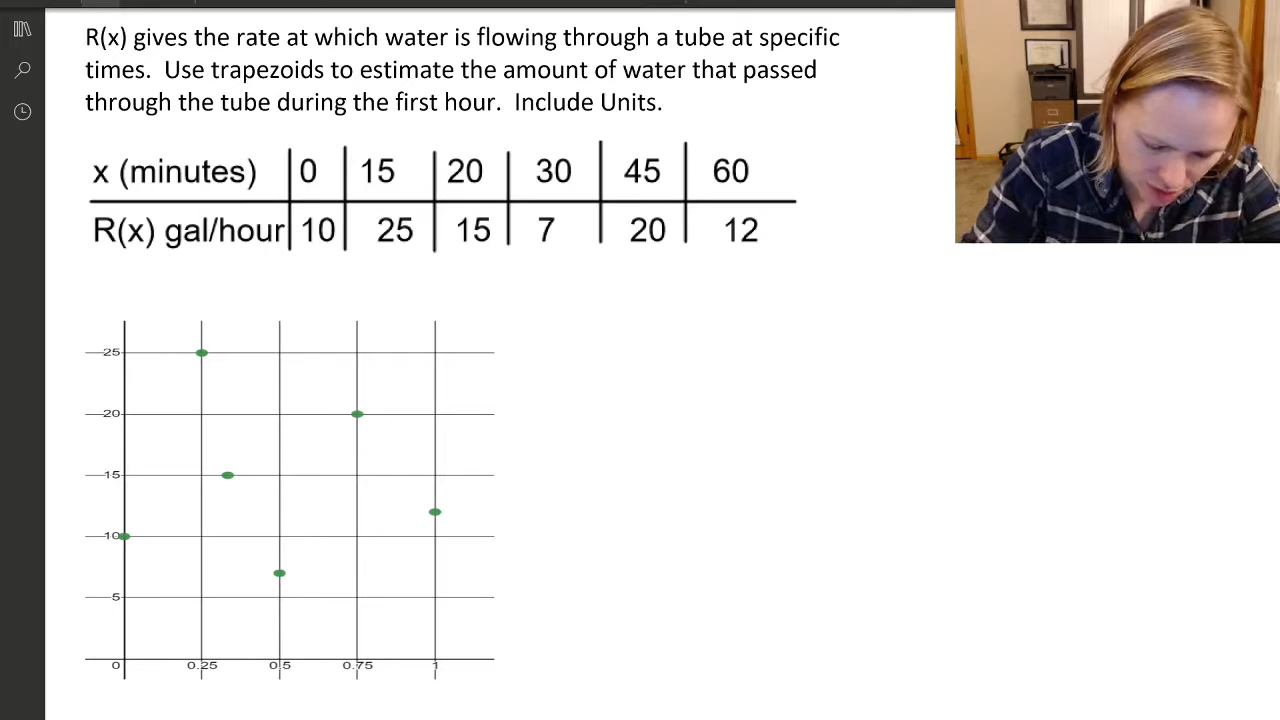 R(x) gives the rate at which water is flowing through a tube at specific
times. Use trapezoids to estimate the amount of water that passed
through the tube during the first hour. Include Units.
x (minutes) 0 15 20 30 45 60
R(x) gal/hour 10 25 15 7 20 12
25
20
15
10
5
0 0.25 0.5 0.75 1